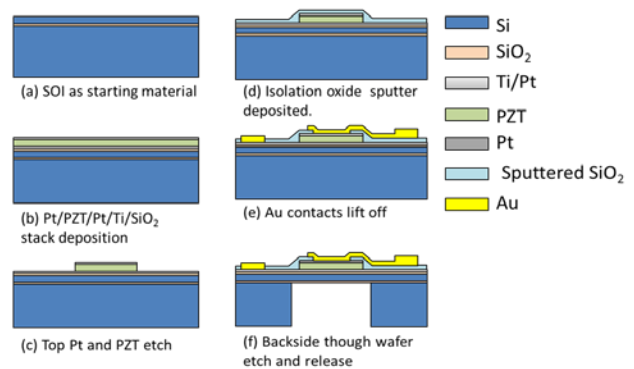 (a) SOI as starting material
(b) Pt/PZT/Pt/Ti/SiO₂
stack deposition
(c) Top Pt and PZT etch
(d) Isolation oxide sputter
deposited.
(e) Au contacts lift off
(f) Backside though wafer
etch and release
Si
SiO₂
Ti/Pt
PZT
Pt
Sputtered SiO₂
Au